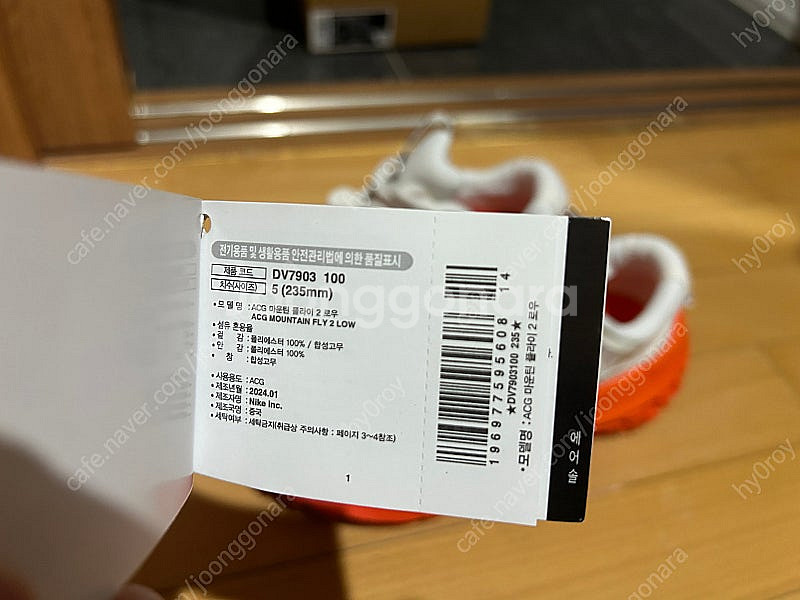 전기용품 및 생활용품 안전관리법에 의한 품질표시
제품 코드 DV7903 100
치수(사이즈) 5 (235mm)
•모델명 : ACG 마운틴 플라이 2 로우
ACG MOUNTAIN FLY 2 LOW
•섬유 혼용율
•겉 감 : 폴리에스터 100% / 합성고무
•안 감 : 폴리에스터 100%
•창 : 합성고무
•사용용도 : ACG
•제조년월 : 2024.01
•제조자명 : Nike Inc.
•제조국명 : 중국
•세탁여부 : 세탁금지(취급상 주의사항 : 페이지 3~4참조)
1
196977595608 14
★DV7903100 235★
•모델명 : ACG 마운틴 플라이 2 로우
에어솔
joonggonara
cafe.naver.com/joonggonara
hy0roy